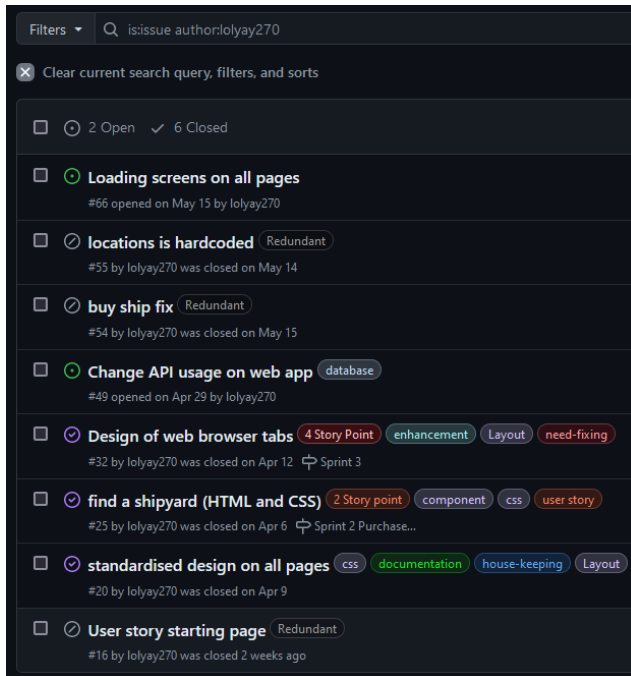 Filters is:issue author:lolyay270
Clear current search query, filters, and sorts
2 Open 6 Closed
Loading screens on all pages
#66 opened on May 15 by lolyay270
locations is hardcoded Redundant
#55 by lolyay270 was closed on May 14
buy ship fix Redundant
#54 by lolyay270 was closed on May 15
Change API usage on web app database
#49 opened on Apr 29 by lolyay270
Design of web browser tabs 4 Story Point enhancement Layout need-fixing
#32 by lolyay270 was closed on Apr 12 Sprint 3
find a shipyard (HTML and CSS) 2 Story point component css user story
#25 by lolyay270 was closed on Apr 6 Sprint 2 Purchase...
standardised design on all pages css documentation house-keeping Layout
#20 by lolyay270 was closed on Apr 9
User story starting page Redundant
#16 by lolyay270 was closed 2 weeks ago